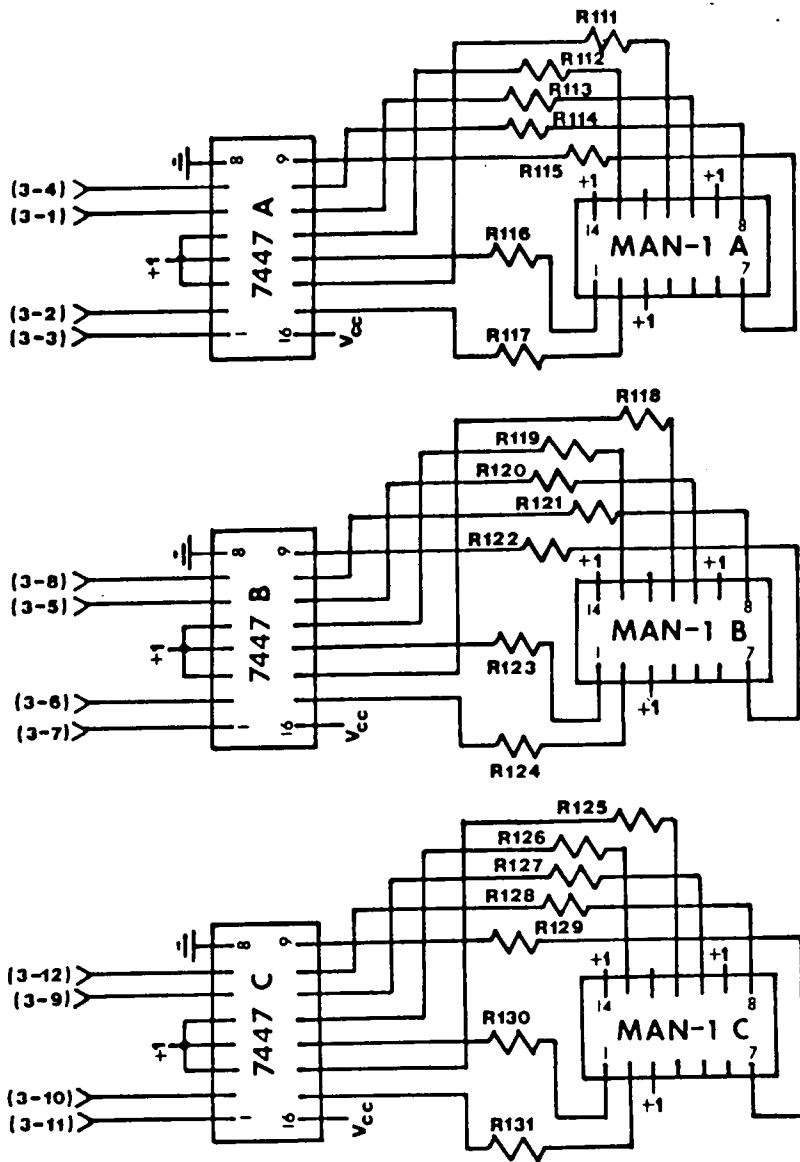 R111
R112
R113
R114
R115
8
9
(3-4)
(3-1)
+1
7447 A
(3-2)
(3-3)
1
16
Vcc
R116
R117
+1
+1
14
8
MAN-1 A
1
7
+1
R118
R119
R120
R121
R122
8
9
(3-8)
(3-5)
+1
7447 B
(3-6)
(3-7)
1
16
Vcc
R123
R124
+1
+1
14
8
MAN-1 B
1
7
+1
R125
R126
R127
R128
R129
8
9
(3-12)
(3-9)
+1
7447 C
(3-10)
(3-11)
1
16
Vcc
R130
R131
+1
+1
14
8
MAN-1 C
1
7
+1